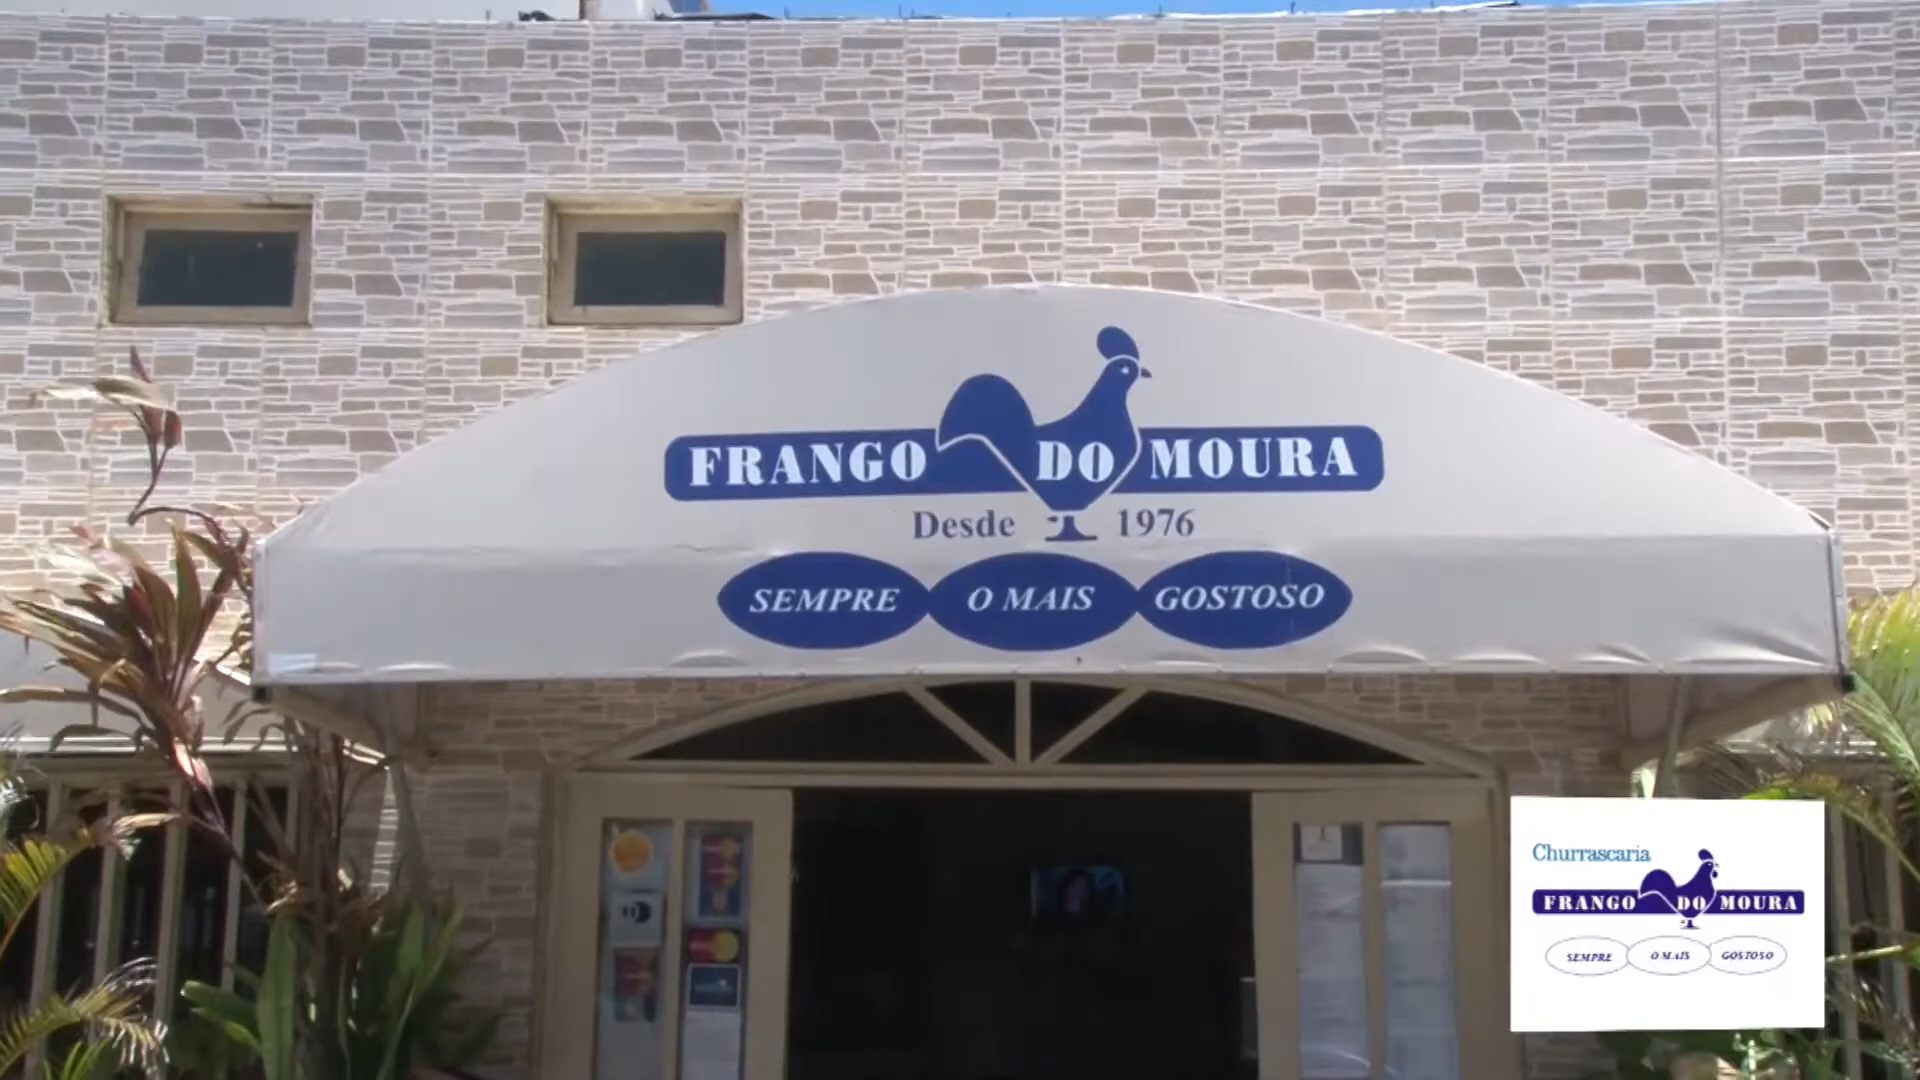 FRANGO DO MOURA
Desde 1976
SEMPRE O MAIS GOSTOSO
Churrascaria
FRANGO DO MOURA
SEMPRE O MAIS GOSTOSO